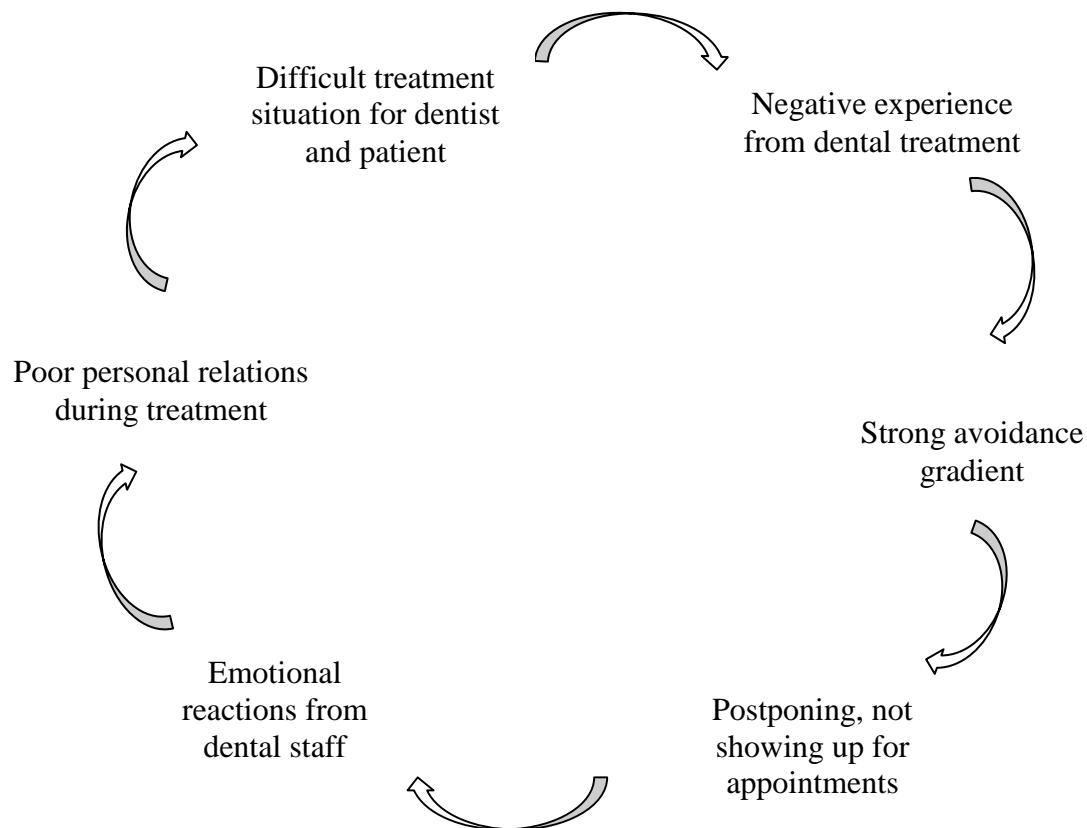 Difficult treatment
situation for dentist
and patient
Negative experience
from dental treatment
Strong avoidance
gradient
Postponing, not
showing up for
appointments
Emotional
reactions from
dental staff
Poor personal relations
during treatment